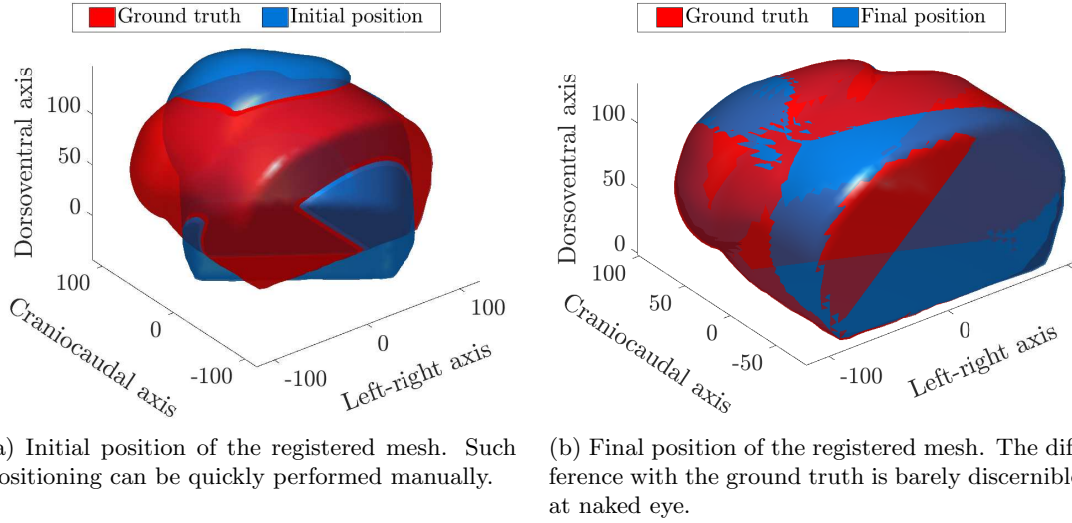 Ground truth Initial position
Dorsoventral axis
100
50
0
100
0
-100
Craniocaudal axis
-100
0
100
Left-right axis
a) Initial position of the registered mesh. Such
ositioning can be quickly performed manually.
Ground truth Final position
Dorsoventral axis
100
50
0
100
50
0
-50
Craniocaudal axis
-100
0
Left-right axis
(b) Final position of the registered mesh. The dif
ference with the ground truth is barely discernible
at naked eye.